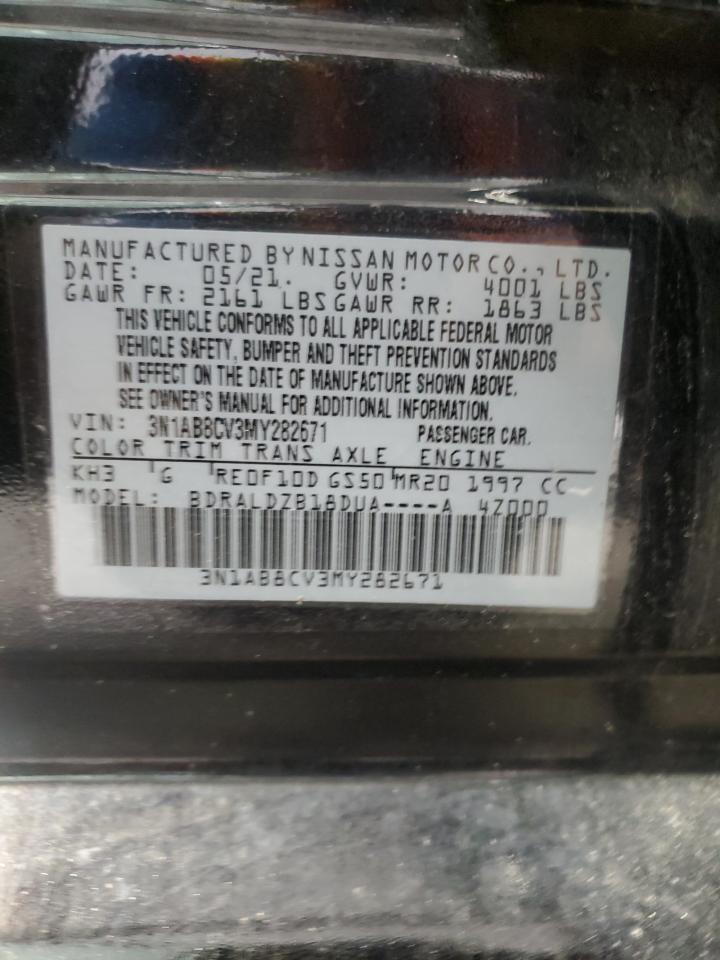 MANUFACTURED BY NISSAN MOTOR CO., LTD.
DATE: 05/21. GVWR: 4001 LBS
GAWR FR: 2161 LBS GAWR RR: 1863 LBS
THIS VEHICLE CONFORMS TO ALL APPLICABLE FEDERAL MOTOR
VEHICLE SAFETY, BUMPER AND THEFT PREVENTION STANDARDS
IN EFFECT ON THE DATE OF MANUFACTURE SHOWN ABOVE.
SEE OWNER'S MANUAL FOR ADDITIONAL INFORMATION.
VIN: 3N1AB8CV3MY282671 PASSENGER CAR.
COLOR TRIM TRANS AXLE ENGINE
KH3 G RE0F10D GS50 MR20 1997 CC
MODEL: BDRALDZB18DUA----A 4Z000
3N1AB8CV3MY282671